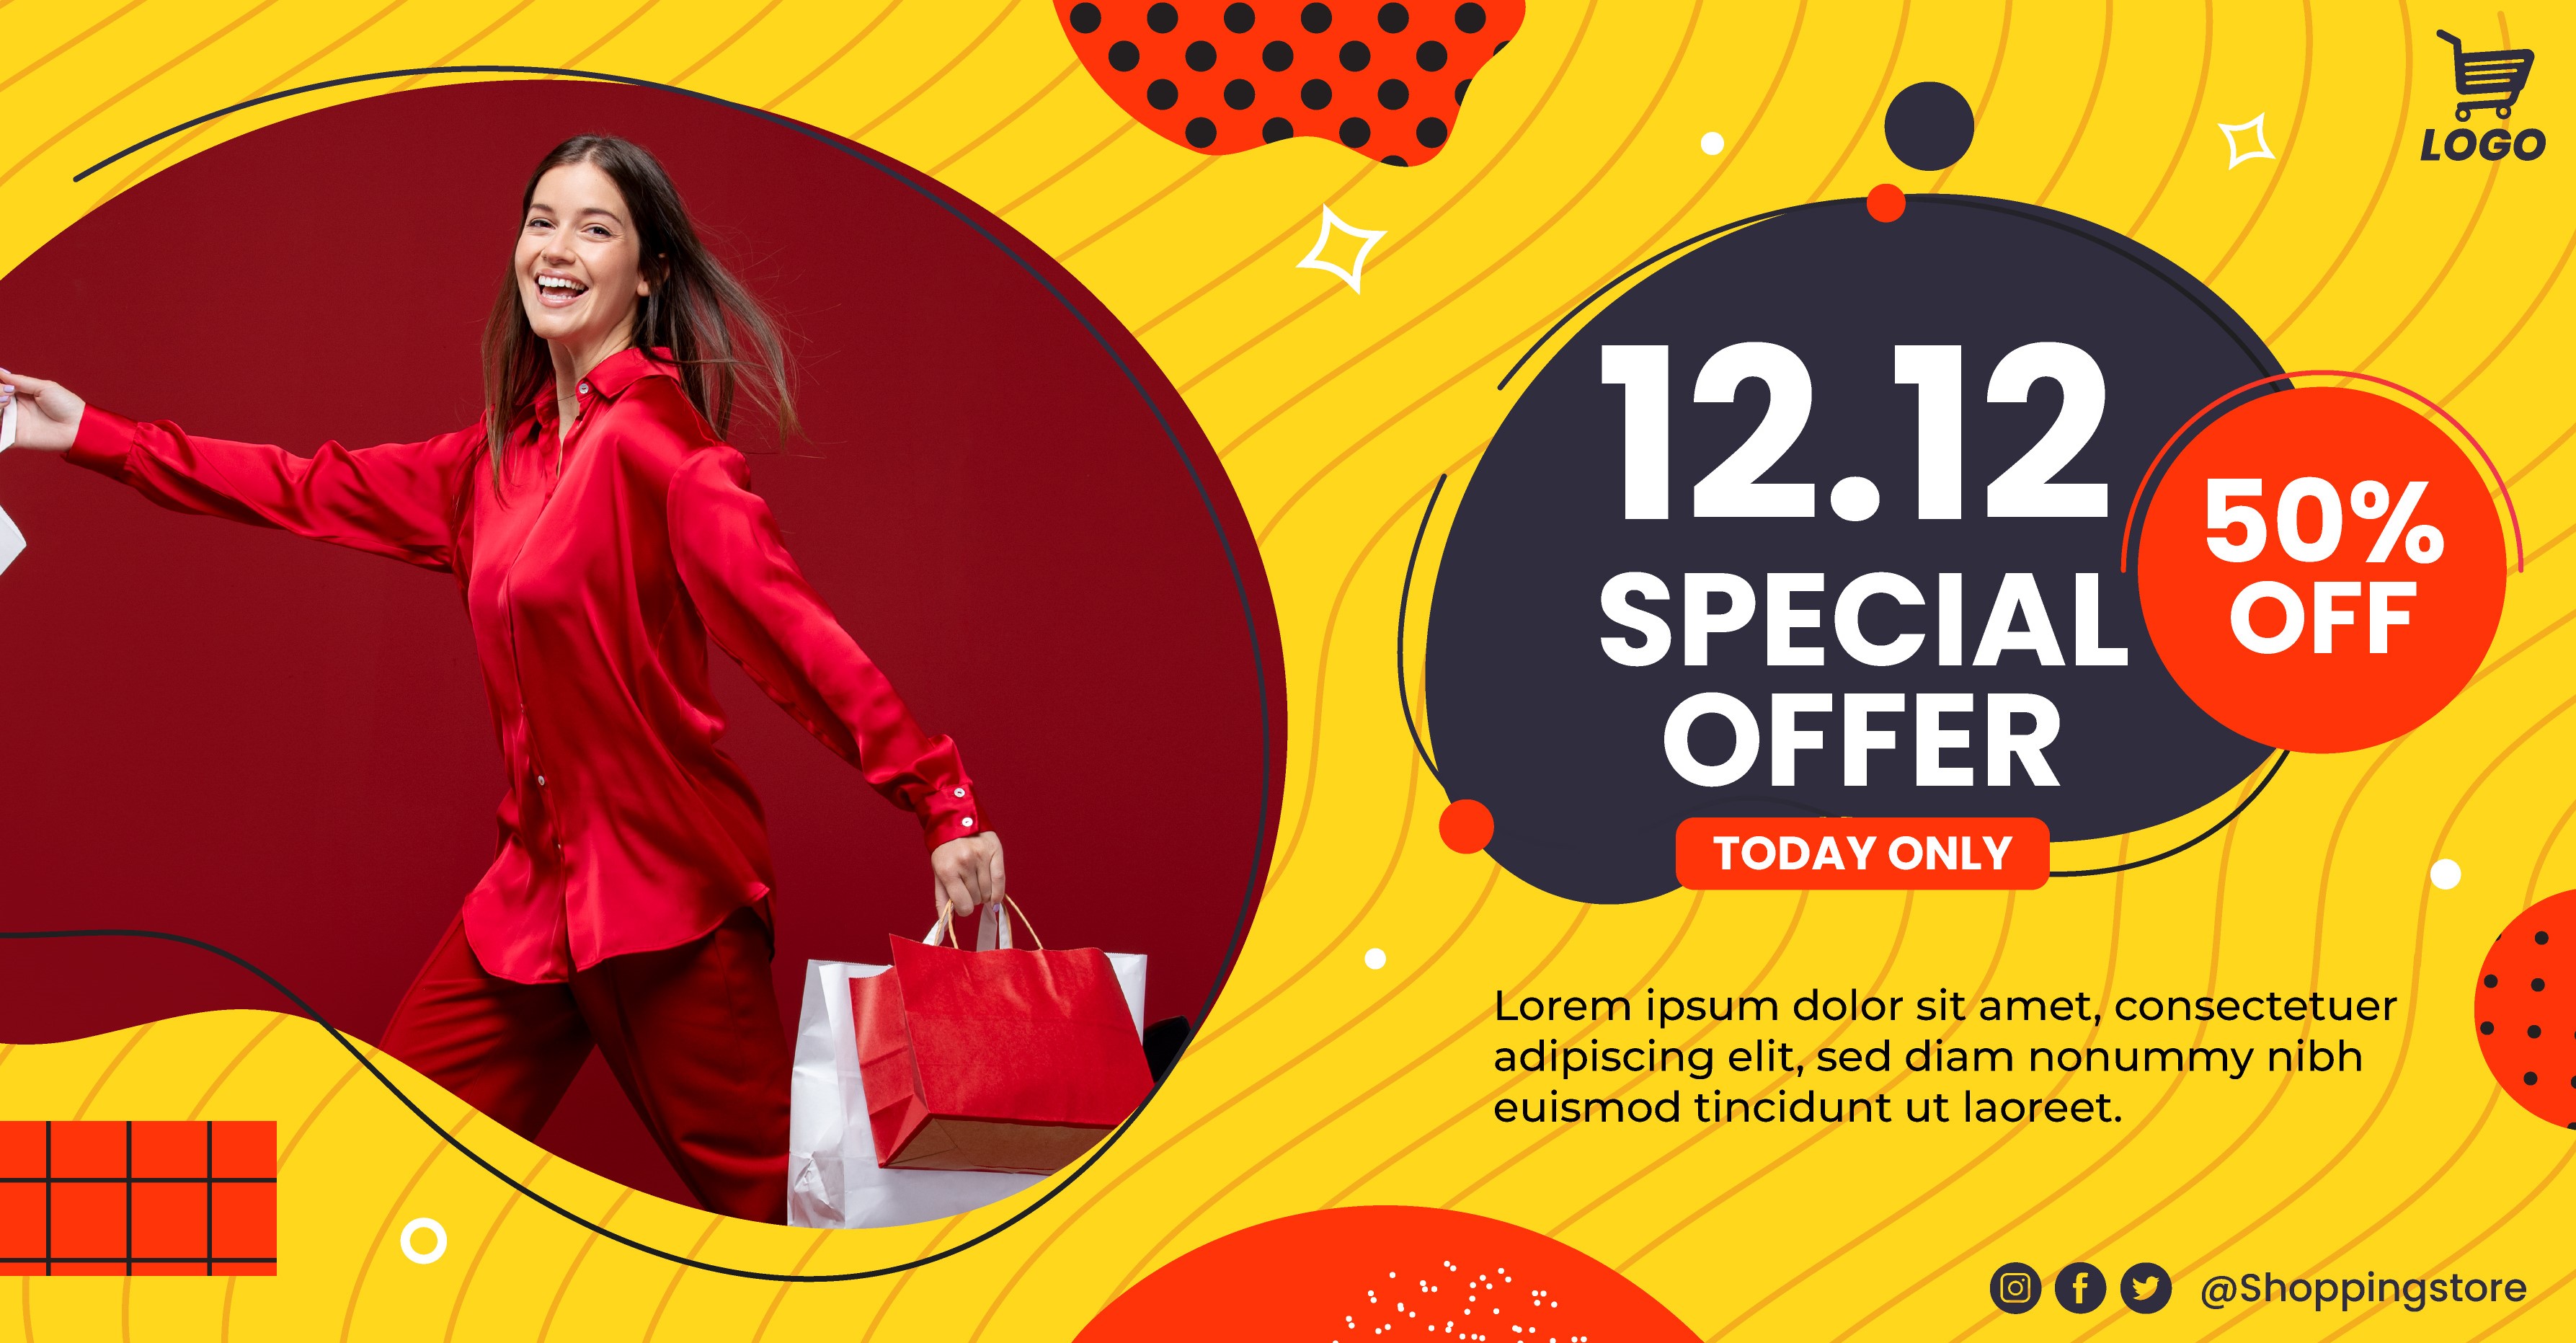 LOGO
12.12
SPECIAL
OFFER
50%
OFF
TODAY ONLY
Lorem ipsum dolor sit amet, consectetuer
adipiscing elit, sed diam nonummy nibh
euismod tincidunt ut laoreet.
@Shoppingstore